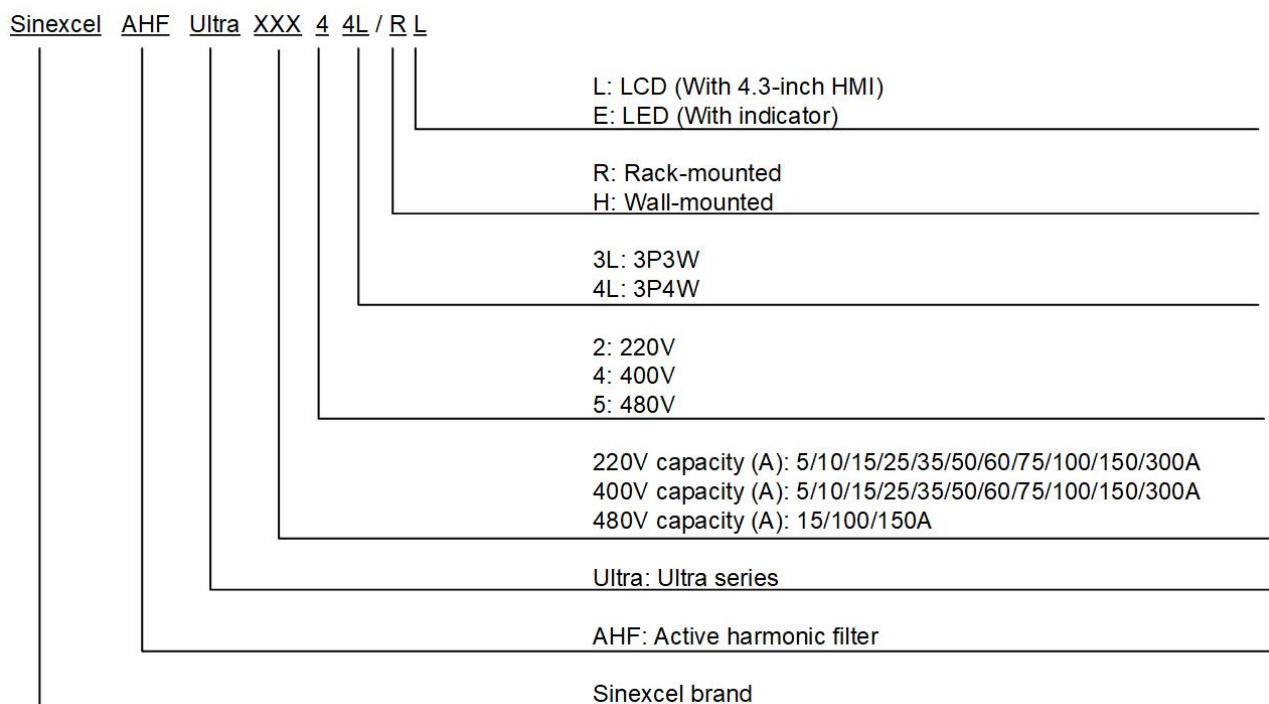 Sinexcel AHF Ultra XXX 4 4L / R L
L: LCD (With 4.3-inch HMI)
E: LED (With indicator)
R: Rack-mounted
H: Wall-mounted
3L: 3P3W
4L: 3P4W
2: 220V
4: 400V
5: 480V
220V capacity (A): 5/10/15/25/35/50/60/75/100/150/300A
400V capacity (A): 5/10/15/25/35/50/60/75/100/150/300A
480V capacity (A): 15/100/150A
Ultra: Ultra series
AHF: Active harmonic filter
Sinexcel brand